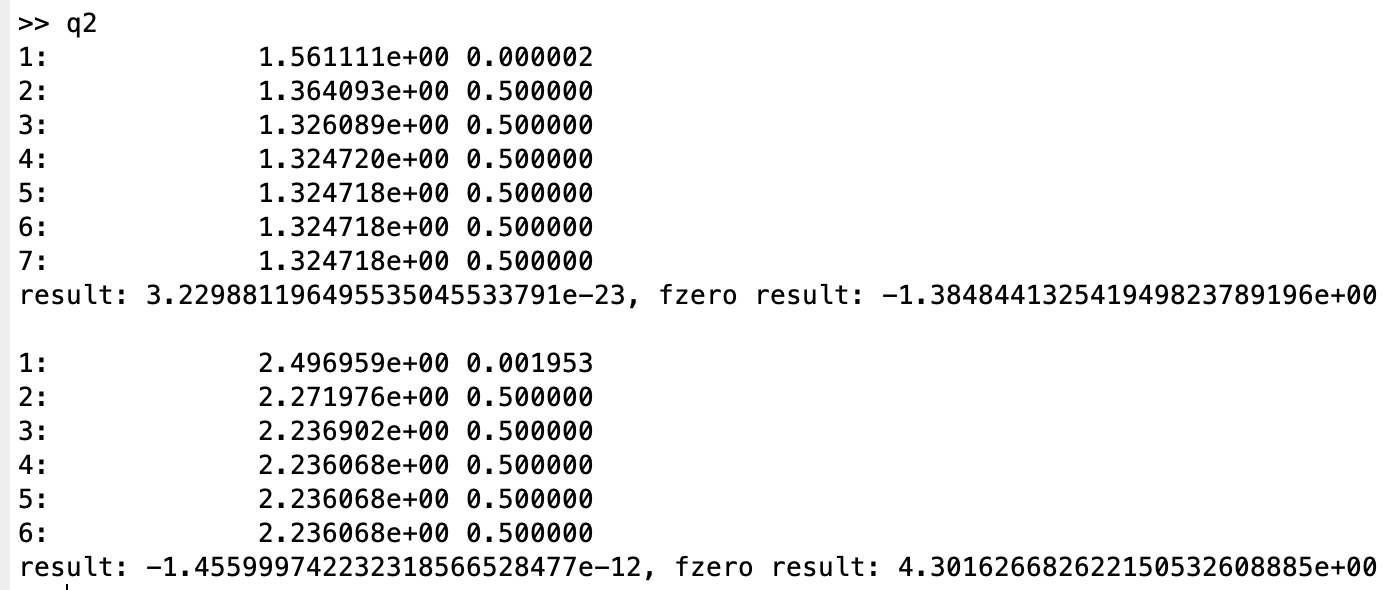 >> q2
1:             1.561111e+00 0.000002
2:             1.364093e+00 0.500000
3:             1.326089e+00 0.500000
4:             1.324720e+00 0.500000
5:             1.324718e+00 0.500000
6:             1.324718e+00 0.500000
7:             1.324718e+00 0.500000
result: 3.229881196495535045533791e-23, fzero result: -1.384844132541949823789196e+00
1:             2.496959e+00 0.001953
2:             2.271976e+00 0.500000
3:             2.236902e+00 0.500000
4:             2.236068e+00 0.500000
5:             2.236068e+00 0.500000
6:             2.236068e+00 0.500000
result: -1.455999742232318566528477e-12, fzero result: 4.301626682622150532608885e+00